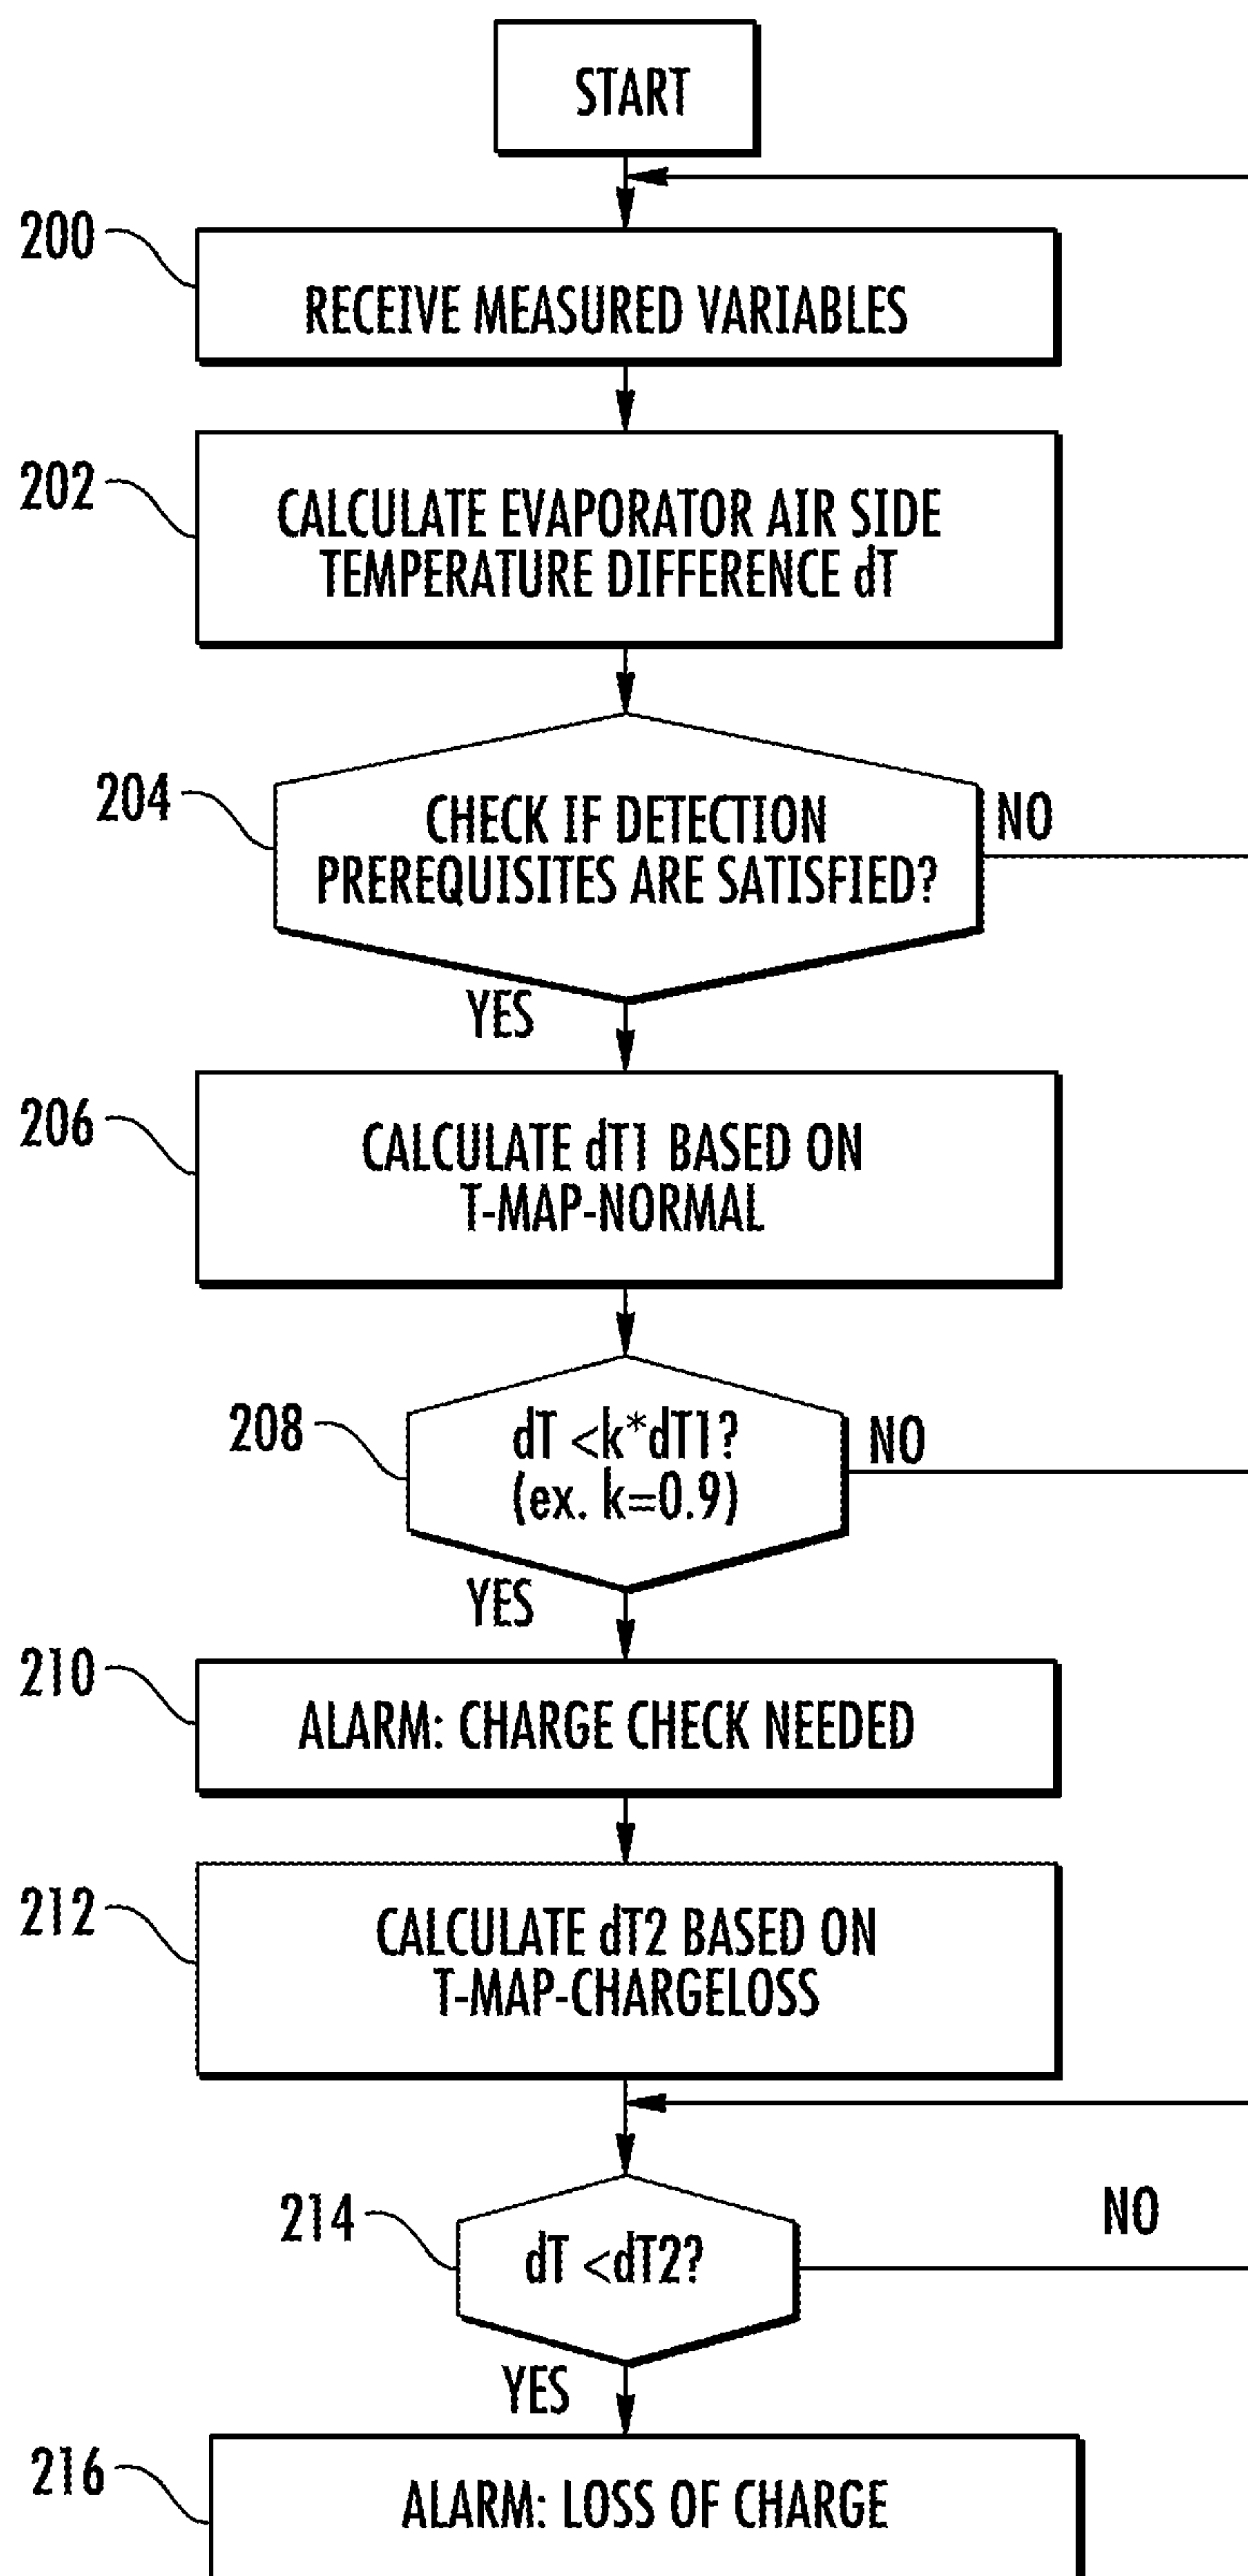 START
200
RECEIVE MEASURED VARIABLES
202
CALCULATE EVAPORATOR AIR SIDE
TEMPERATURE DIFFERENCE dT
204
CHECK IF DETECTION
PREREQUISITES ARE SATISFIED?
NO
YES
206
CALCULATE dT1 BASED ON
T-MAP-NORMAL
208
dT <k*dT1?
(ex. k=0.9)
NO
YES
210
ALARM: CHARGE CHECK NEEDED
212
CALCULATE dT2 BASED ON
T-MAP-CHARGELOSS
214
dT <dT2?
NO
YES
216
ALARM: LOSS OF CHARGE